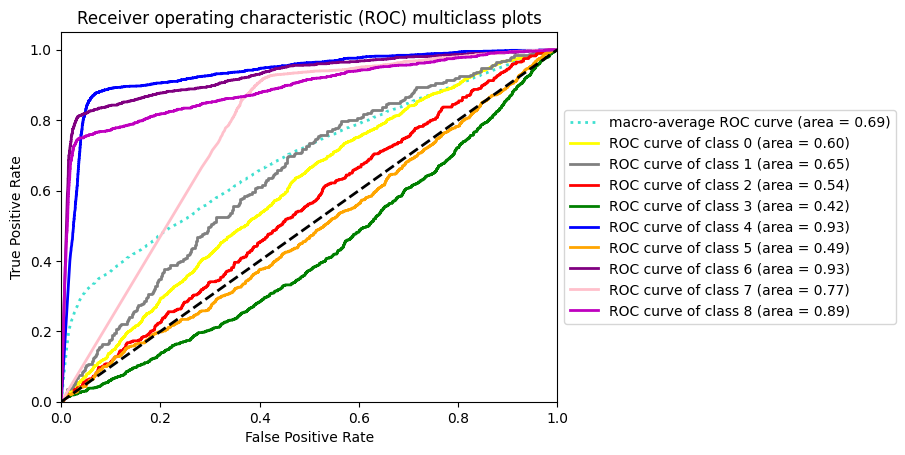 Receiver operating characteristic (ROC) multiclass plots
1.0
0.8
0.6
0.4
0.2
0.0
True Positive Rate
0.0 0.2 0.4 0.6 0.8 1.0
False Positive Rate
macro-average ROC curve (area = 0.69)
ROC curve of class 0 (area = 0.60)
ROC curve of class 1 (area = 0.65)
ROC curve of class 2 (area = 0.54)
ROC curve of class 3 (area = 0.42)
ROC curve of class 4 (area = 0.93)
ROC curve of class 5 (area = 0.49)
ROC curve of class 6 (area = 0.93)
ROC curve of class 7 (area = 0.77)
ROC curve of class 8 (area = 0.89)